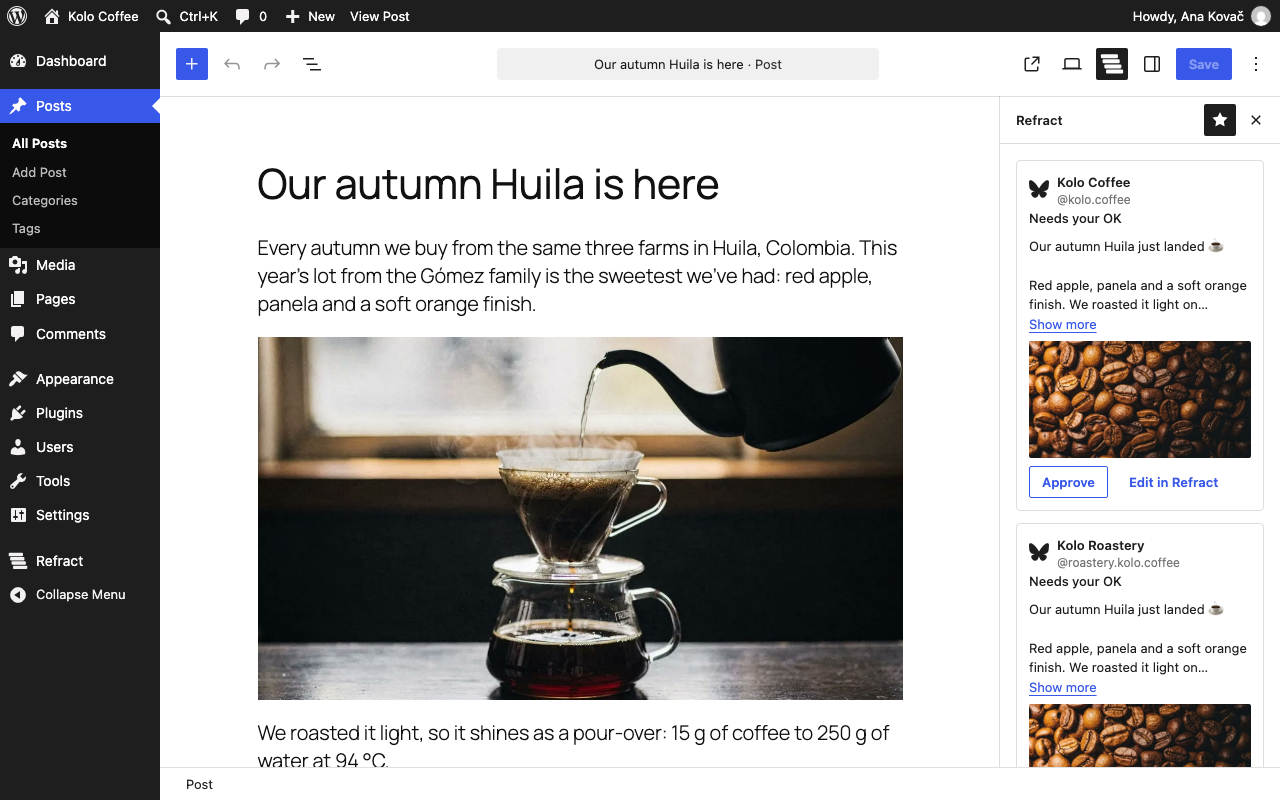 Kolo Coffee
Ctrl+K
0
New
View Post
Howdy, Ana Kovač
Dashboard
Posts
All Posts
Add Post
Categories
Tags
Media
Pages
Comments
Appearance
Plugins
Users
Tools
Settings
Refract
Collapse Menu
Our autumn Huila is here · Post
Save
Our autumn Huila is here
Every autumn we buy from the same three farms in Huila, Colombia. This
year's lot from the Gómez family is the sweetest we've had: red apple,
panela and a soft orange finish.
We roasted it light, so it shines as a pour-over: 15 g of coffee to 250 g of
water at 94 °C.
Post
Refract
Kolo Coffee
@kolo.coffee
Needs your OK
Our autumn Huila just landed ☕
Red apple, panela and a soft orange
finish. We roasted it light on…
Show more
Approve
Edit in Refract
Kolo Roastery
@roastery.kolo.coffee
Needs your OK
Our autumn Huila just landed ☕
Red apple, panela and a soft orange
finish. We roasted it light on…
Show more